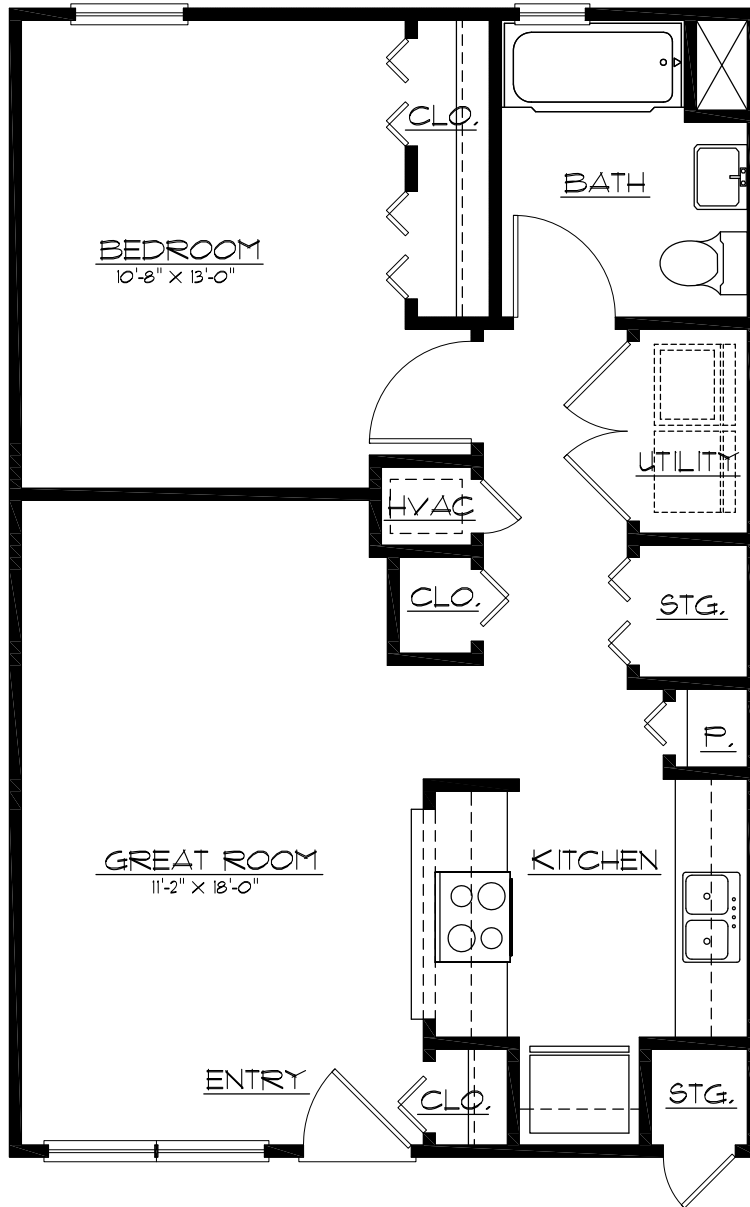 CLO.
BATH
BEDROOM
10'-8" X 13'-0"
UTILITY
HVAC
CLO.
STG.
P.
GREAT ROOM
11'-2" X 18'-0"
KITCHEN
ENTRY
CLO.
STG.